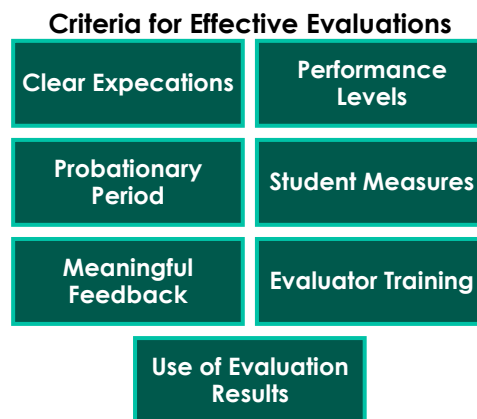 Criteria for Effective Evaluations
Clear Expecations
Performance
Levels
Probationary
Period
Student Measures
Meaningful
Feedback
Evaluator Training
Use of Evaluation
Results